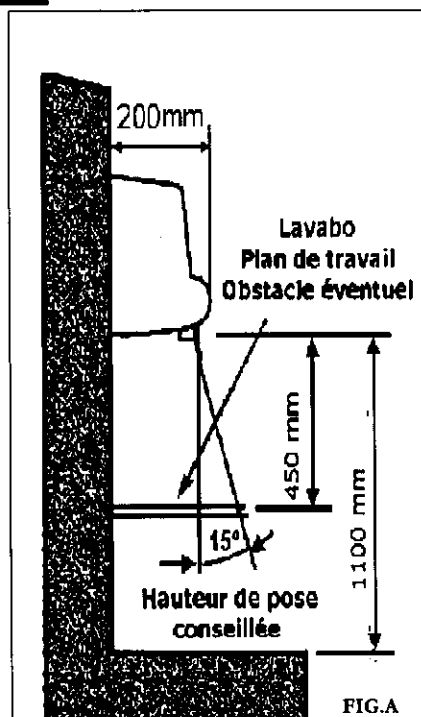 200mm
Lavabo
Plan de travail
Obstacle éventuel
450 mm
1100 mm
15°
Hauteur de pose
conseillée
FIG.A